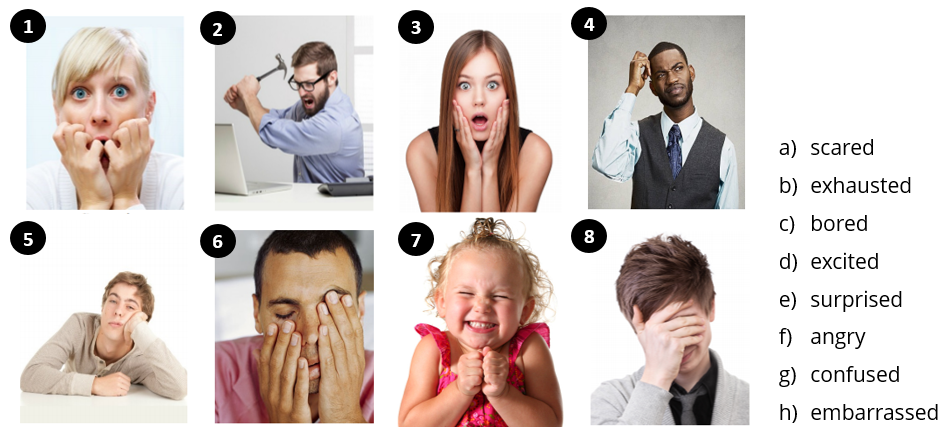 1
2
3
4
5
6
7
8
a) scared
b) exhausted
c) bored
d) excited
e) surprised
f) angry
g) confused
h) embarrassed